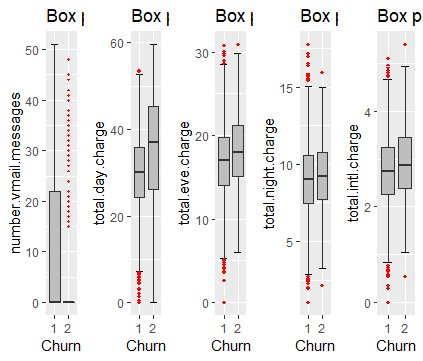 Box p
Box p
Box p
Box p
Box p
number.vmail.messages
50
40
30
20
10
0
1 2
Churn
total.day.charge
60
40
20
0
1 2
Churn
total.eve.charge
30
20
10
0
1 2
Churn
total.night.charge
15
10
5
1 2
Churn
total.intl.charge
4
2
0
1 2
Churn